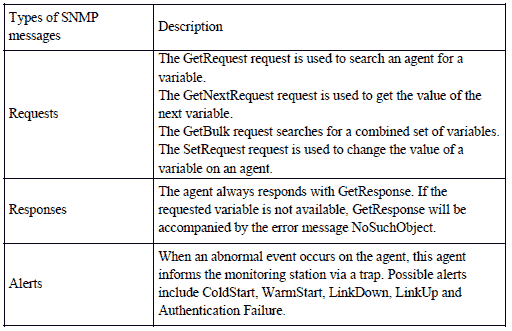 Types of SNMP
messages
Description
Requests
The GetRequest request is used to search an agent for a
variable.
The GetNextRequest request is used to get the value of the
next variable.
The GetBulk request searches for a combined set of variables.
The SetRequest request is used to change the value of a
variable on an agent.
Responses
The agent always responds with GetResponse. If the
requested variable is not available, GetResponse will be
accompanied by the error message NoSuchObject.
Alerts
When an abnormal event occurs on the agent, this agent
informs the monitoring station via a trap. Possible alerts
include ColdStart, WarmStart, LinkDown, LinkUp and
Authentication Failure.